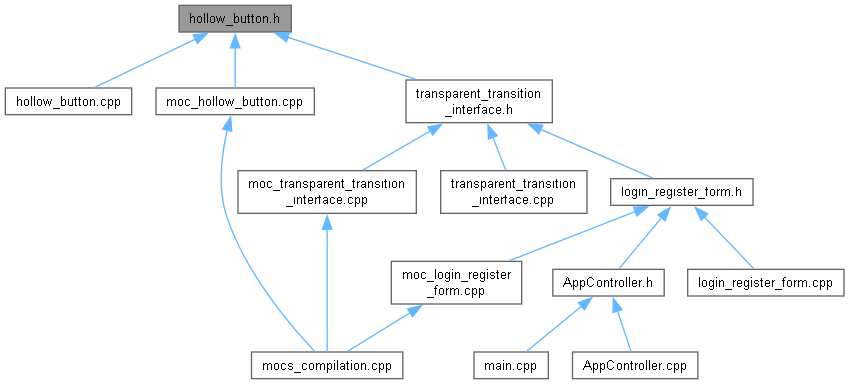 hollow_button.h
hollow_button.cpp
moc_hollow_button.cpp
transparent_transition
_interface.h
moc_transparent_transition
_interface.cpp
transparent_transition
_interface.cpp
login_register_form.h
moc_login_register
_form.cpp
AppController.h
login_register_form.cpp
mocs_compilation.cpp
main.cpp
AppController.cpp